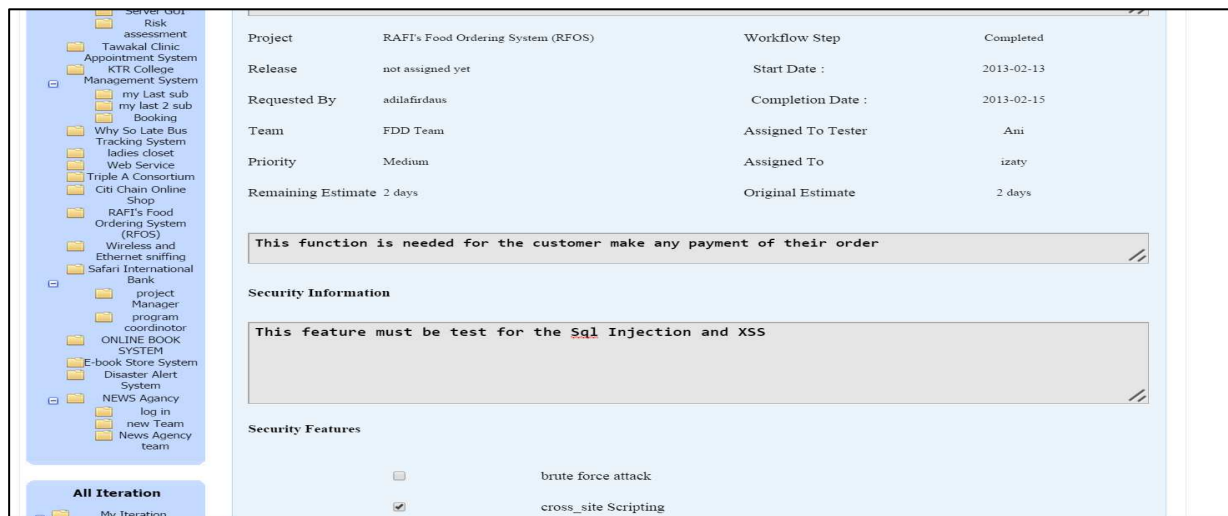 Server GUI
Risk
assessment
Tawakal Clinic
Appointment System
KTR College
Management System
my Last sub
my last 2 sub
Booking
Why So Late Bus
Tracking System
ladies closet
Web Service
Triple A Consortium
Citi Chain Online
Shop
RAFI's Food
Ordering System
(RFOS)
Wireless and
Ethernet sniffing
Safari International
Bank
project
Manager
program
coordinotor
ONLINE BOOK
SYSTEM
E-book Store System
Disaster Alert
System
NEWS Agancy
log in
new Team
News Agency
team
All Iteration
My Iteration
Project RAFI's Food Ordering System (RFOS) Workflow Step Completed
Release not assigned yet Start Date : 2013-02-13
Requested By adilafirdaus Completion Date : 2013-02-15
Team FDD Team Assigned To Tester Ani
Priority Medium Assigned To izaty
Remaining Estimate 2 days Original Estimate 2 days
This function is needed for the customer make any payment of their order
Security Information
This feature must be test for the Sql Injection and XSS
Security Features
brute force attack
cross_site Scripting